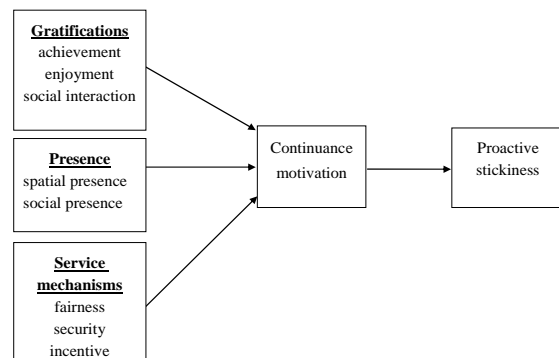 Gratifications
achievement
enjoyment
social interaction
Presence
spatial presence
social presence
Service
mechanisms
fairness
security
incentive
Continuance
motivation
Proactive
stickiness